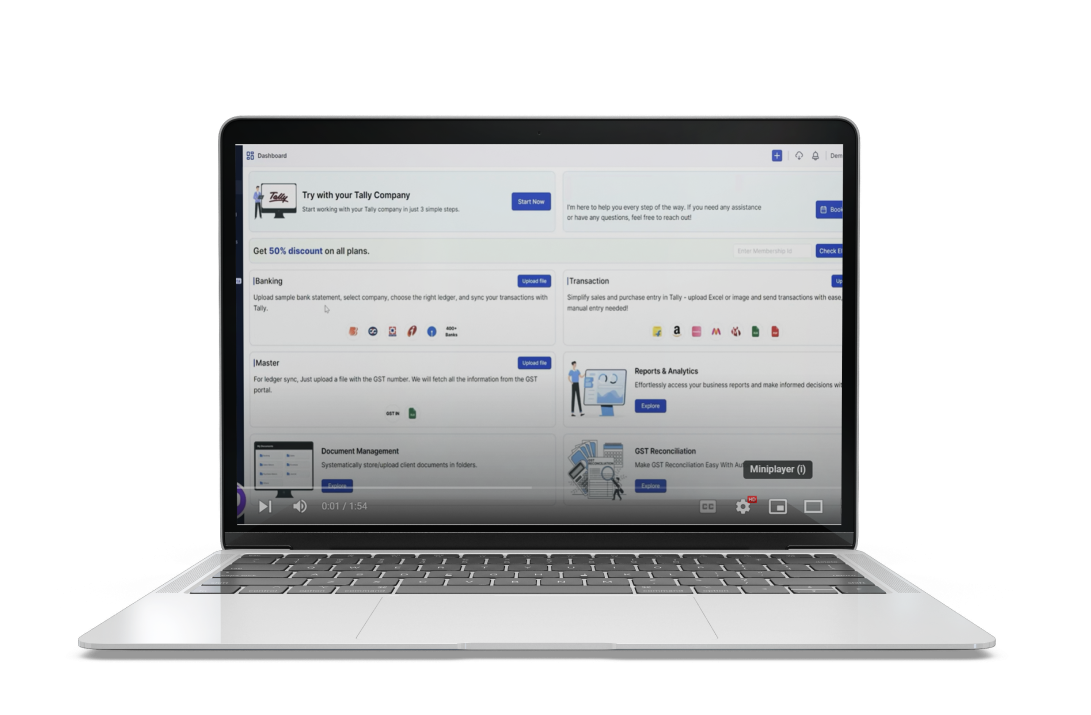 Dashboard
Dem
Tally
Try with your Tally Company
Start working with your Tally company in just 3 simple steps.
Start Now
I'm here to help you every step of the way. If you need any assistance
or have any questions, feel free to reach out!
Book
Get 50% discount on all plans.
Enter Membership Id
Check El
Banking
Upload file
Upload sample bank statement, select company, choose the right ledger, and sync your transactions with
Tally.
600+
Banks
Transaction
Up
Simplify sales and purchase entry in Tally - upload Excel or image and send transactions with ease,
manual entry needed!
a
Master
Upload file
For ledger sync, Just upload a file with the GST number. We will fetch all the information from the GST
portal.
GST IN
Reports & Analytics
Effortlessly access your business reports and make informed decisions wit
Explore
Document Management
Systematically store/upload client documents in folders.
Explore
GST Reconciliation
Make GST Reconciliation Easy With Aut
Explore
Miniplayer (i)
0:01 / 1:54
CC
HD